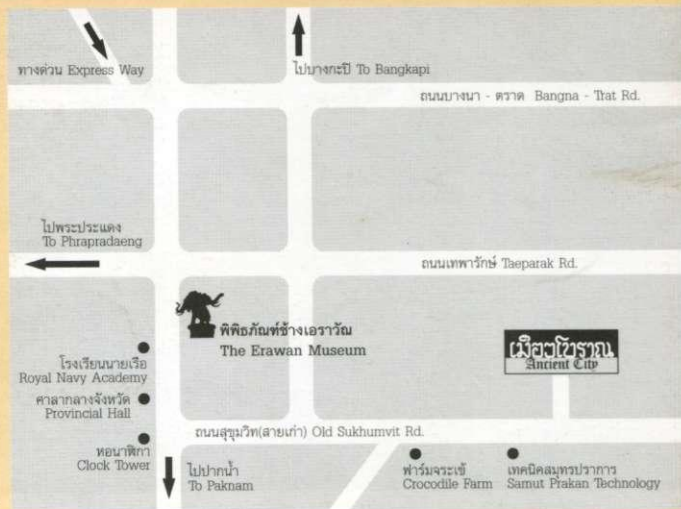 ทางด่วน Express Way
ไปบางกะปิ To Bangkapi
ถนนบางนา - ตราด Bangna - Trat Rd.
ไปพระประแดง
To Phrapradaeng
ถนนเทพารักษ์ Taeparak Rd.
พิพิธภัณฑ์ช้างเอราวัณ
The Erawan Museum
โรงเรียนนายเรือ
Royal Navy Academy
ศาลากลางจังหวัด
Provincial Hall
หอนาฬิกา
Clock Tower
เมืองโบราณ
Ancient City
ถนนสุขุมวิท(สายเก่า) Old Sukhumvit Rd.
ไปปากน้ำ
To Paknam
ฟาร์มจระเข้
Crocodile Farm
เทคนิคสมุทรปราการ
Samut Prakan Technology